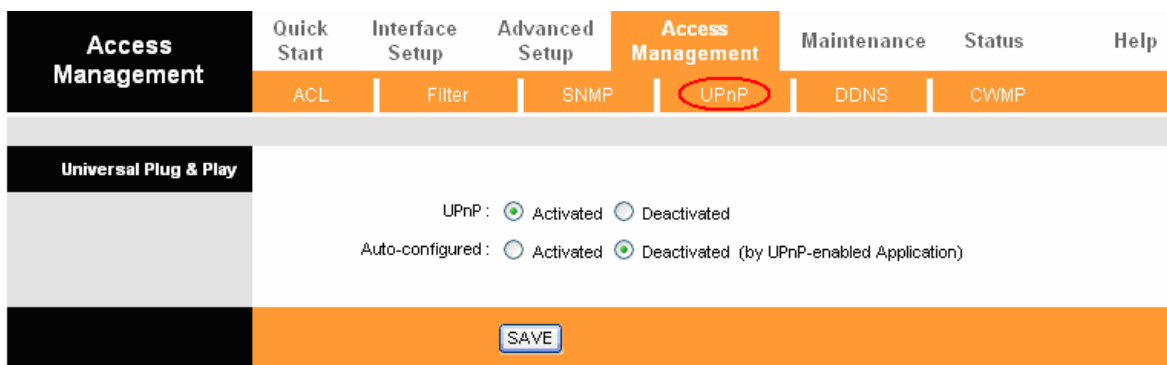 Access Management
Quick Start
Interface Setup
Advanced Setup
Access Management
Maintenance
Status
Help
ACL
Filter
SNMP
UPnP
DDNS
CWMP
Universal Plug & Play
UPnP : Activated Deactivated
Auto-configured : Activated Deactivated (by UPnP-enabled Application)
SAVE